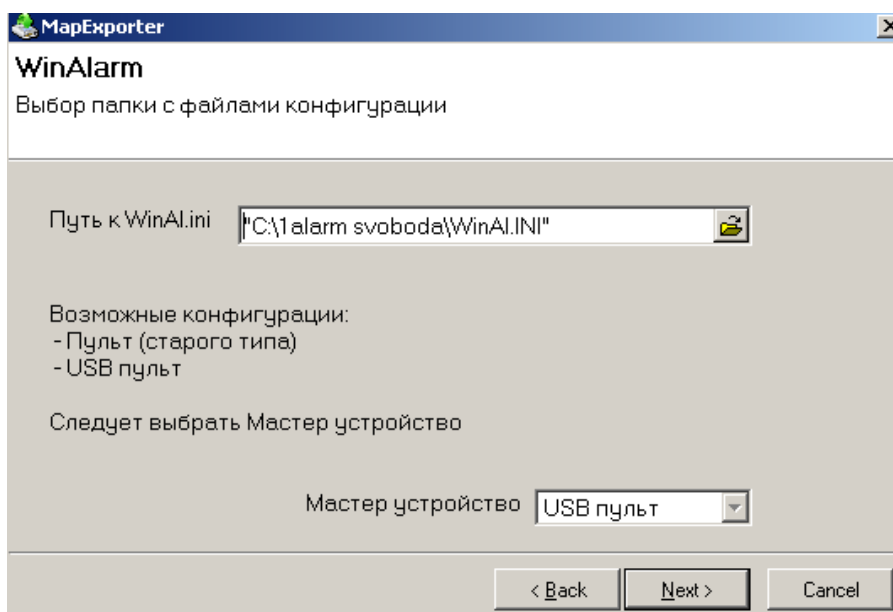 MapExporter
WinAlarm
Выбор папки с файлами конфигурации
Путь к WinAl.ini "C:\1alarm svoboda\WinAl.INI"
Возможные конфигурации:
- Пульт (старого типа)
- USB пульт
Следует выбрать Мастер устройство
Мастер устройство USB пульт
< Back Next > Cancel